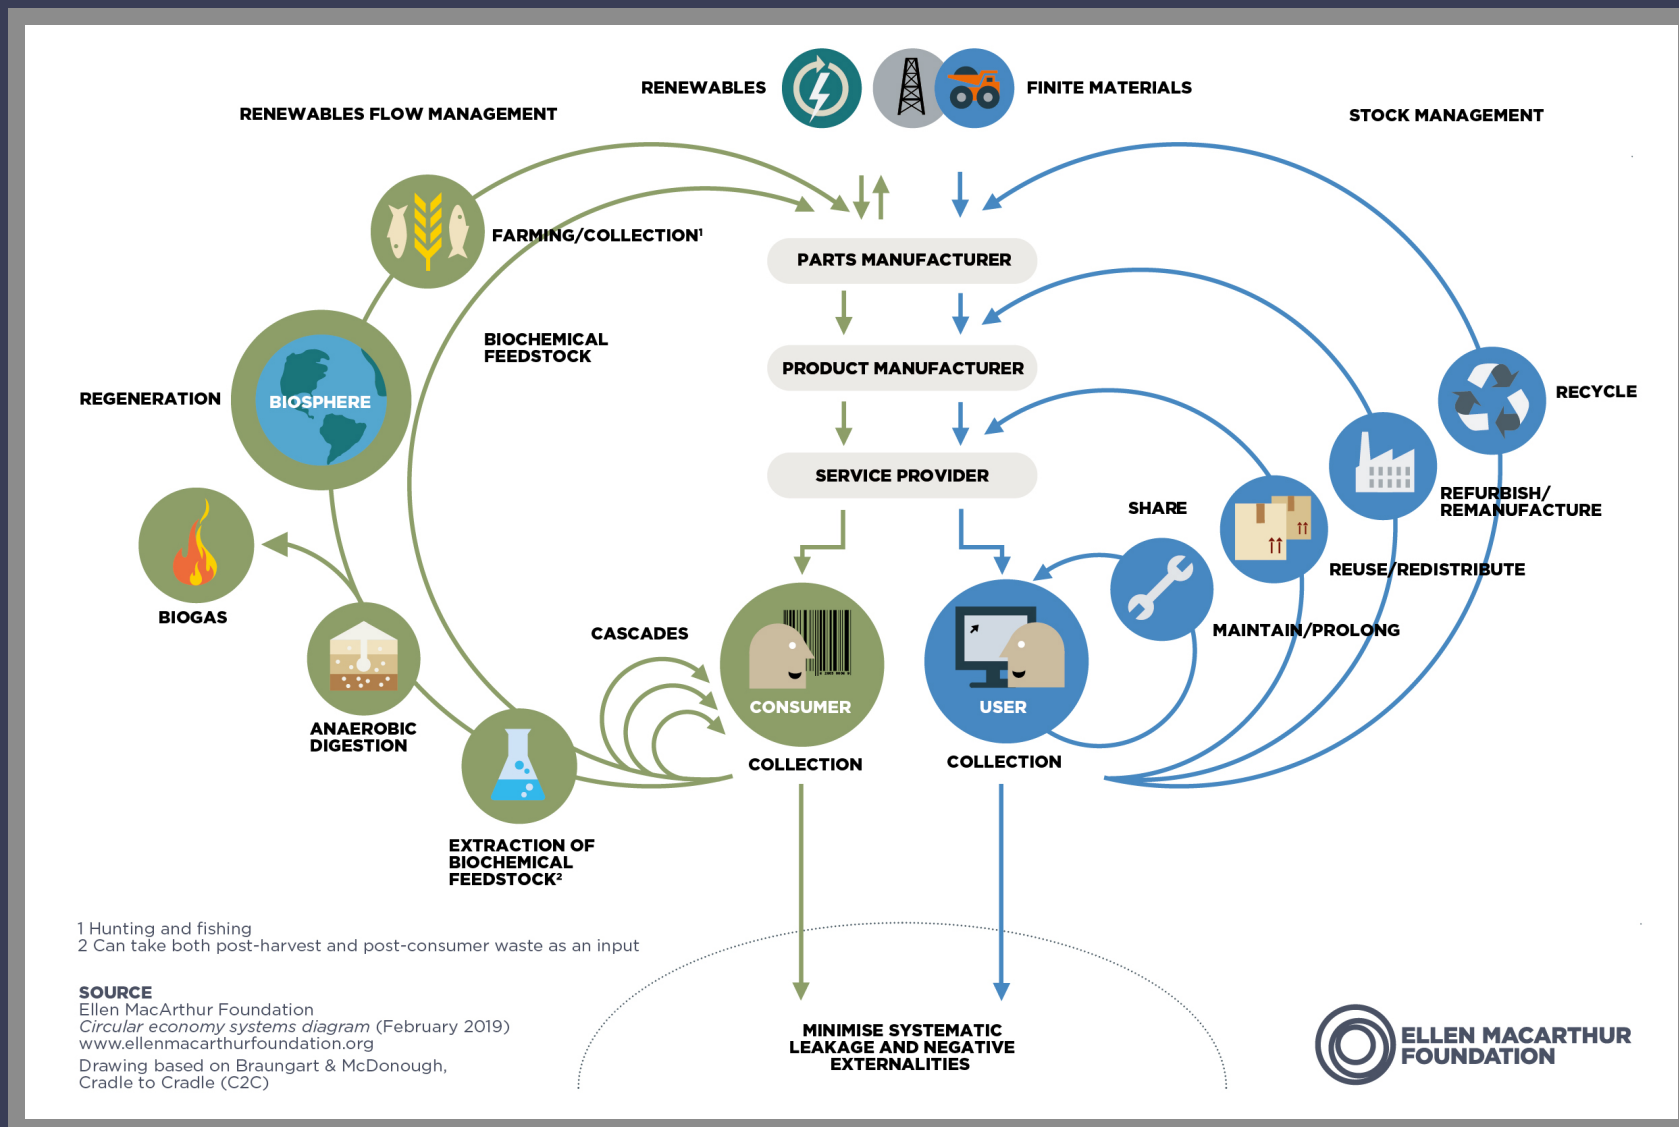 RENEWABLES
FINITE MATERIALS
RENEWABLES FLOW MANAGEMENT
STOCK MANAGEMENT
FARMING/COLLECTION¹
PARTS MANUFACTURER
BIOCHEMICAL
FEEDSTOCK
PRODUCT MANUFACTURER
REGENERATION
BIOSPHERE
RECYCLE
SERVICE PROVIDER
SHARE
REFURBISH/
REMANUFACTURE
REUSE/REDISTRIBUTE
BIOGAS
CASCADES
MAINTAIN/PROLONG
CONSUMER
USER
ANAEROBIC
DIGESTION
COLLECTION
COLLECTION
EXTRACTION OF
BIOCHEMICAL
FEEDSTOCK²
1 Hunting and fishing
2 Can take both post-harvest and post-consumer waste as an input
SOURCE
Ellen MacArthur Foundation
Circular economy systems diagram (February 2019)
www.ellenmacarthurfoundation.org
Drawing based on Braungart & McDonough,
Cradle to Cradle (C2C)
MINIMISE SYSTEMATIC
LEAKAGE AND NEGATIVE
EXTERNALITIES
ELLEN MACARTHUR
FOUNDATION